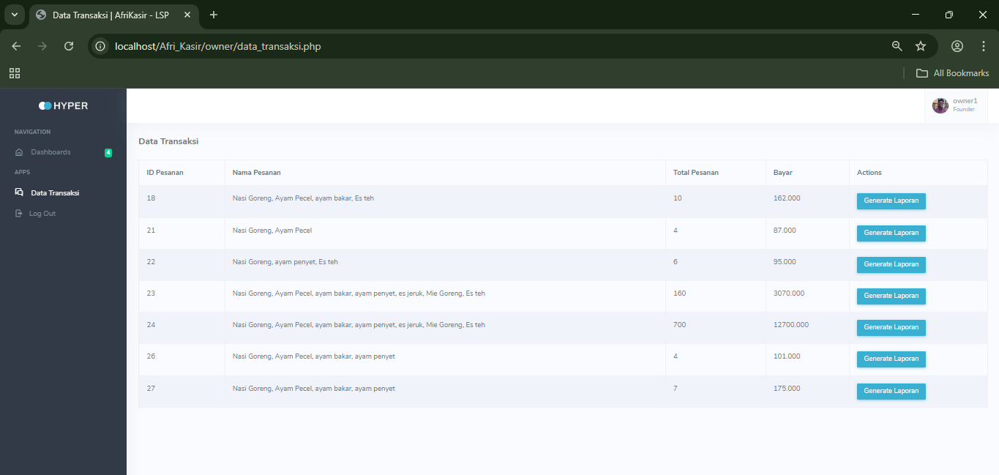 Data Transaksi | AfriKasir - LSP
localhost/Afri_Kasir/owner/data_transaksi.php
All Bookmarks
HYPER
owner1
Founder
NAVIGATION
Dashboards 4
APPS
Data Transaksi
Log Out
Data Transaksi
ID Pesanan Nama Pesanan Total Pesanan Bayar Actions
18 Nasi Goreng, Ayam Pecel, ayam bakar, Es teh 10 162.000 Generate Laporan
21 Nasi Goreng, Ayam Pecel 4 87.000 Generate Laporan
22 Nasi Goreng, ayam penyet, Es teh 6 95.000 Generate Laporan
23 Nasi Goreng, Ayam Pecel, ayam bakar, ayam penyet, es jeruk, Mie Goreng, Es teh 160 3070.000 Generate Laporan
24 Nasi Goreng, Ayam Pecel, ayam bakar, ayam penyet, es jeruk, Mie Goreng, Es teh 700 12700.000 Generate Laporan
26 Nasi Goreng, Ayam Pecel, ayam bakar, ayam penyet 4 101.000 Generate Laporan
27 Nasi Goreng, Ayam Pecel, ayam bakar, ayam penyet 7 175.000 Generate Laporan